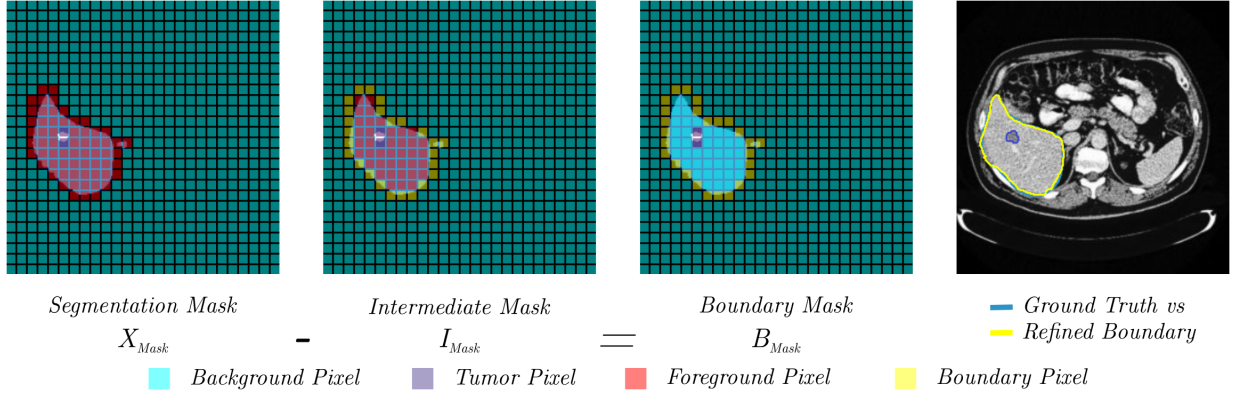 Segmentation Mask
Intermediate Mask
Boundary Mask
Ground Truth vs
Refined Boundary
X_Mask - I_Mask = B_Mask
Background Pixel
Tumor Pixel
Foreground Pixel
Boundary Pixel